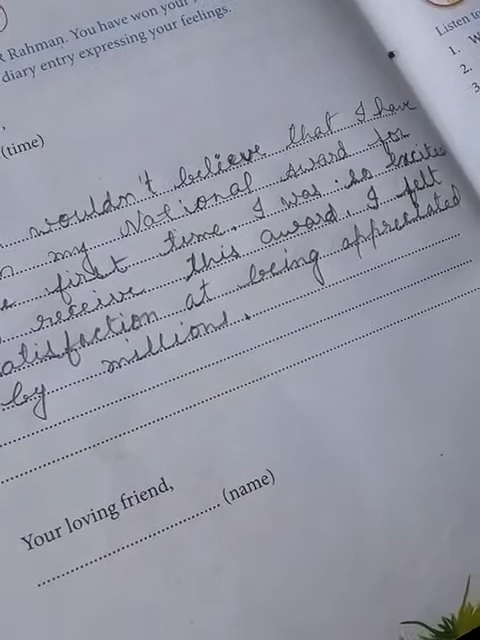 R Rahman. You have won your
diary entry expressing your feelings.
,
(time)
wouldn't believe that I have
my National Award for
first time. I was so excited
receive this award. I felt
atisfaction at being appreciated
by millions.
Your loving friend,
(name)
Listen to
1. W
2.
3